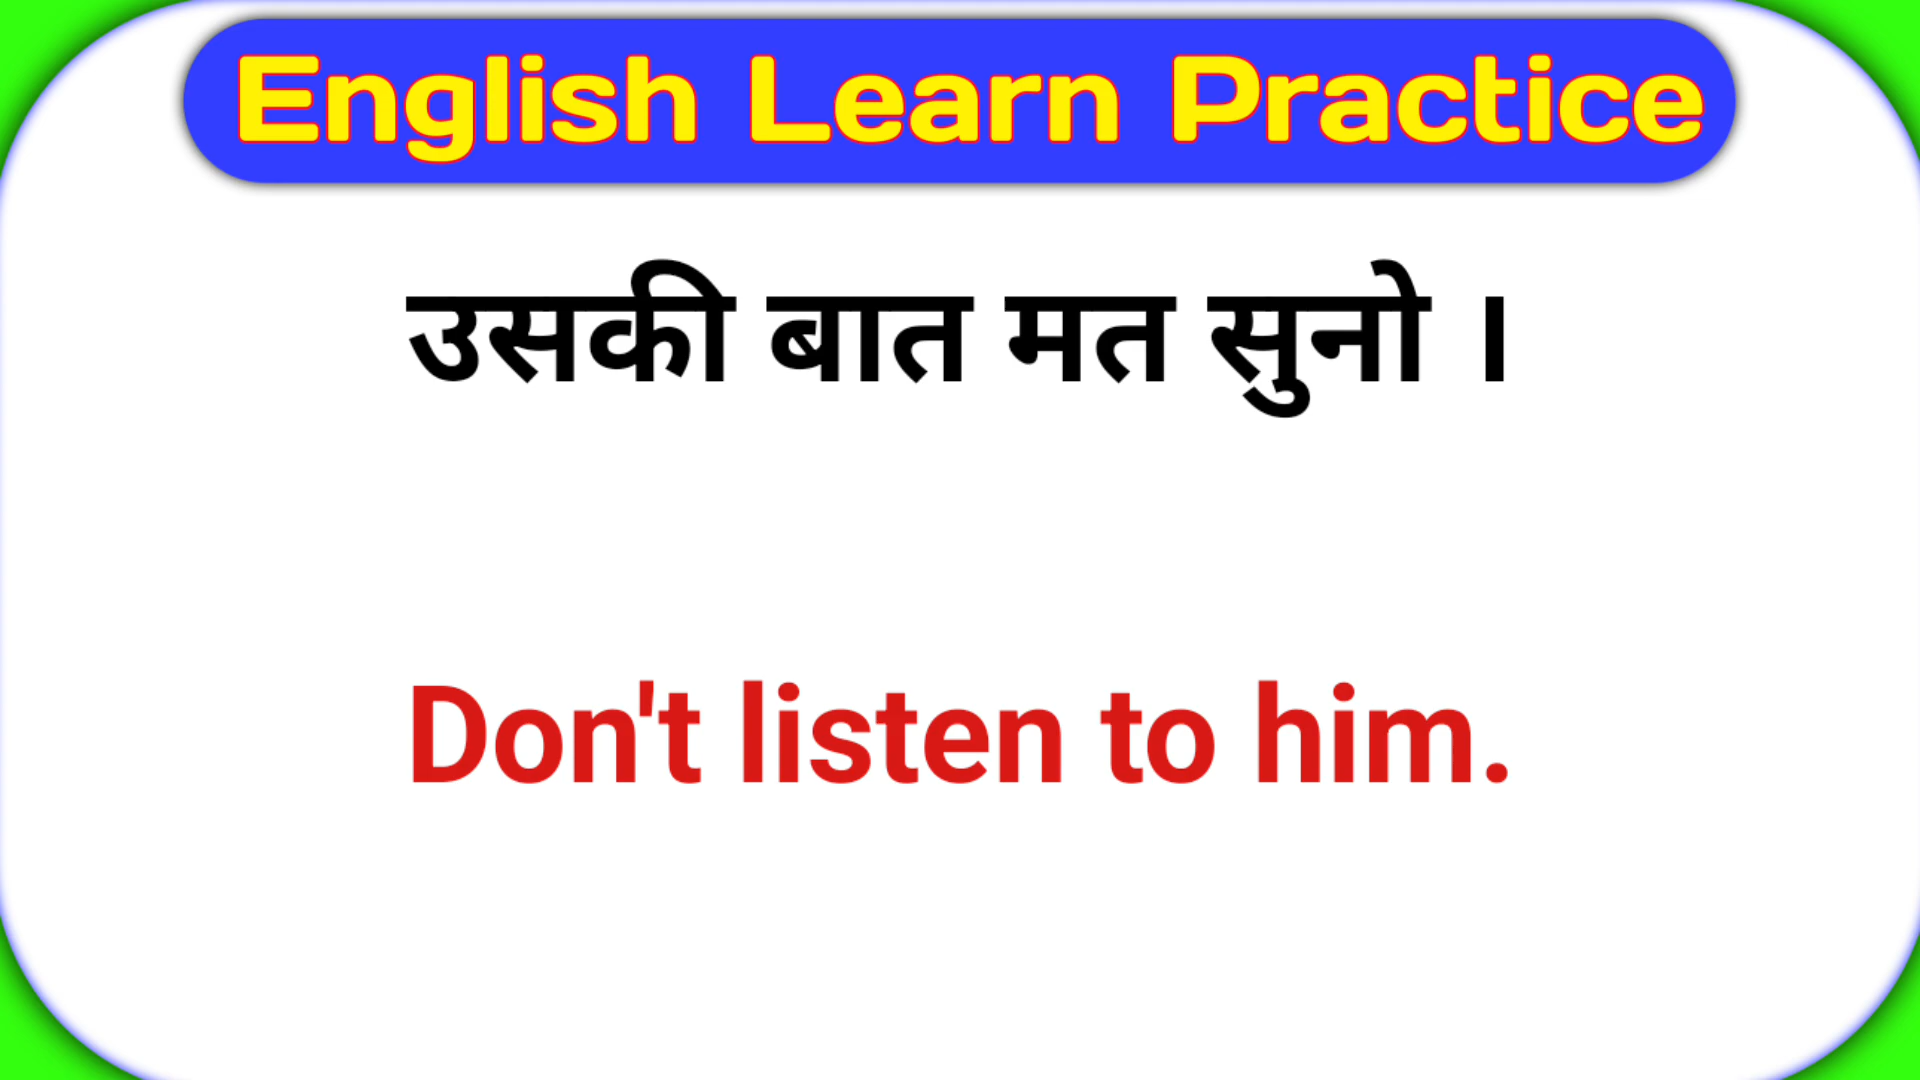 English Learn Practice
उसकी बात मत सुनो ।
Don't listen to him.